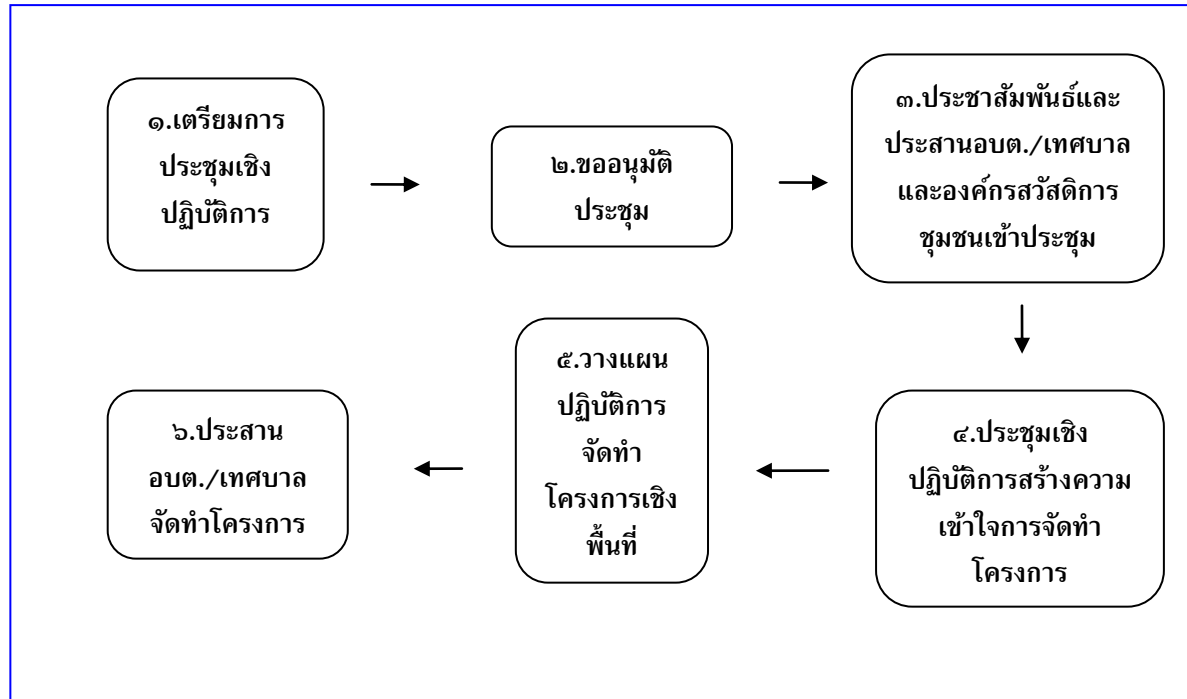 ๑.เตรียมการ
ประชุมเชิง
ปฏิบัติการ
๒.ขออนุมัติ
ประชุม
๓.ประชาสัมพันธ์และ
ประสานอบต./เทศบาล
และองค์กรสวัสดิการ
ชุมชนเข้าประชุม
๔.ประชุมเชิง
ปฏิบัติการสร้างความ
เข้าใจการจัดทำ
โครงการ
๕.วางแผน
ปฏิบัติการ
จัดทำ
โครงการเชิง
พื้นที่
๖.ประสาน
อบต./เทศบาล
จัดทำโครงการ